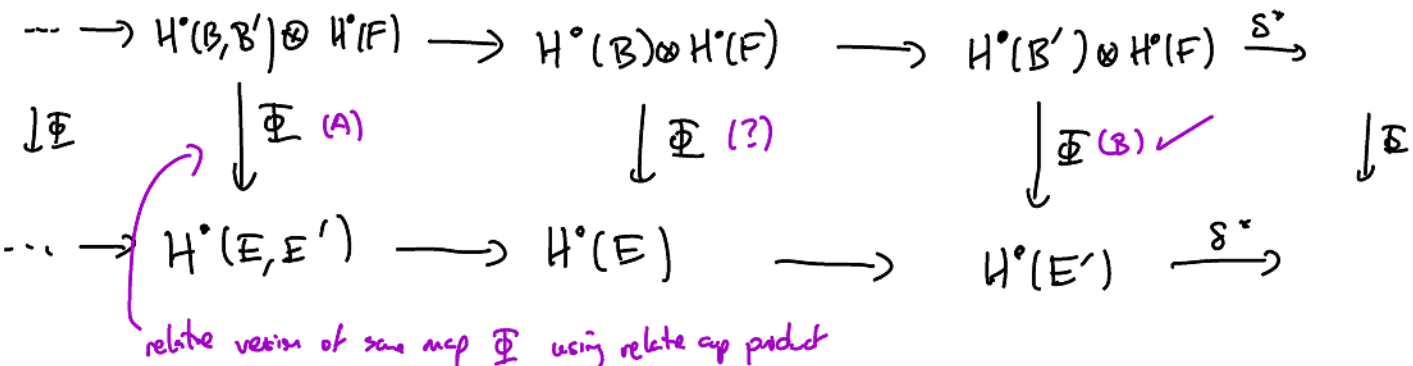 ··· → H•(B,B') ⊗ H•(F) → H•(B) ⊗ H•(F) → H•(B') ⊗ H•(F) δ* →
↓Φ ↓Φ (A) ↓Φ (?) ↓Φ (B) ✓ ↓Φ
··· → H•(E,E') → H•(E) → H•(E') δ* →
relative version of same map Φ using relative cup product